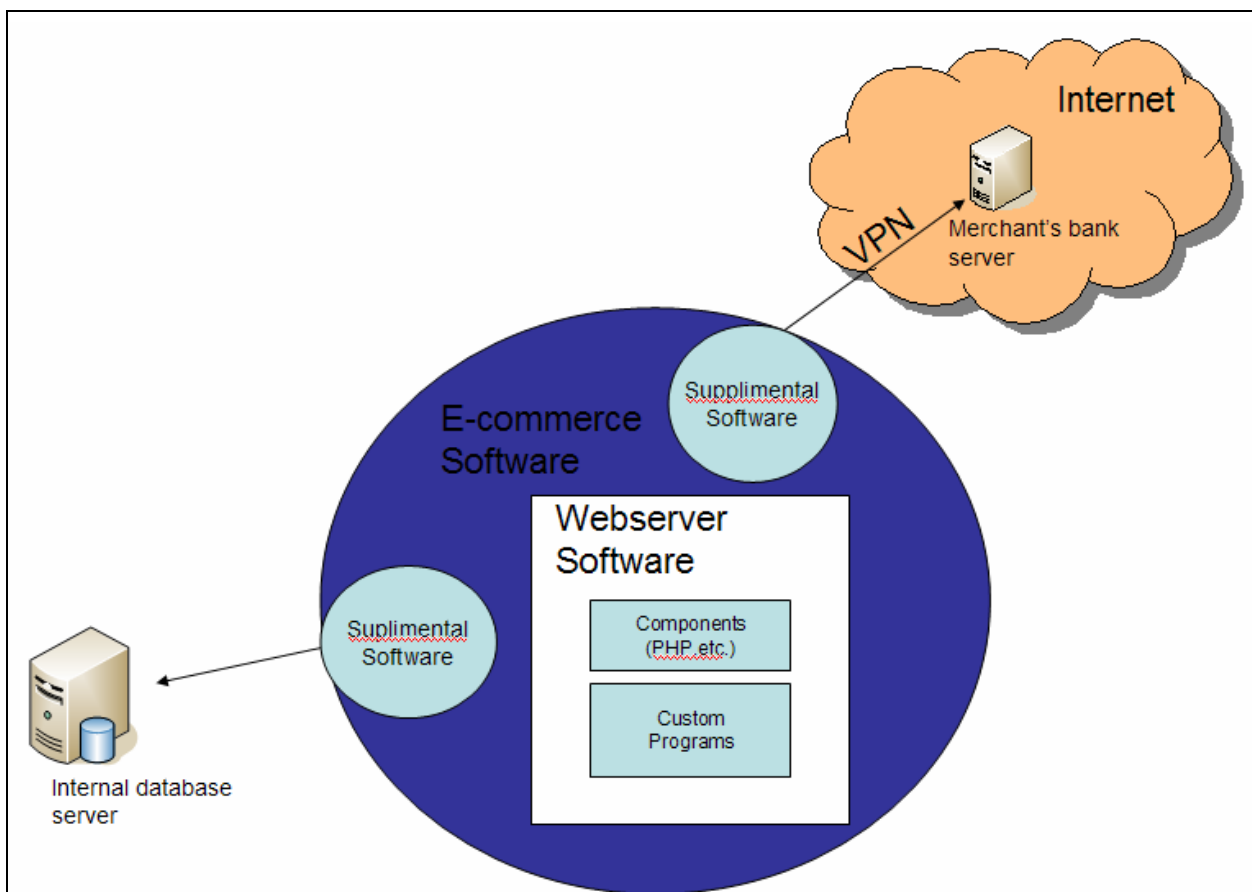 Internet
Merchant's bank
server
VPN
Supplimental
Software
E-commerce
Software
Webserver
Software
Components
(PHP.etc.)
Custom
Programs
Suplimental
Software
Internal database
server